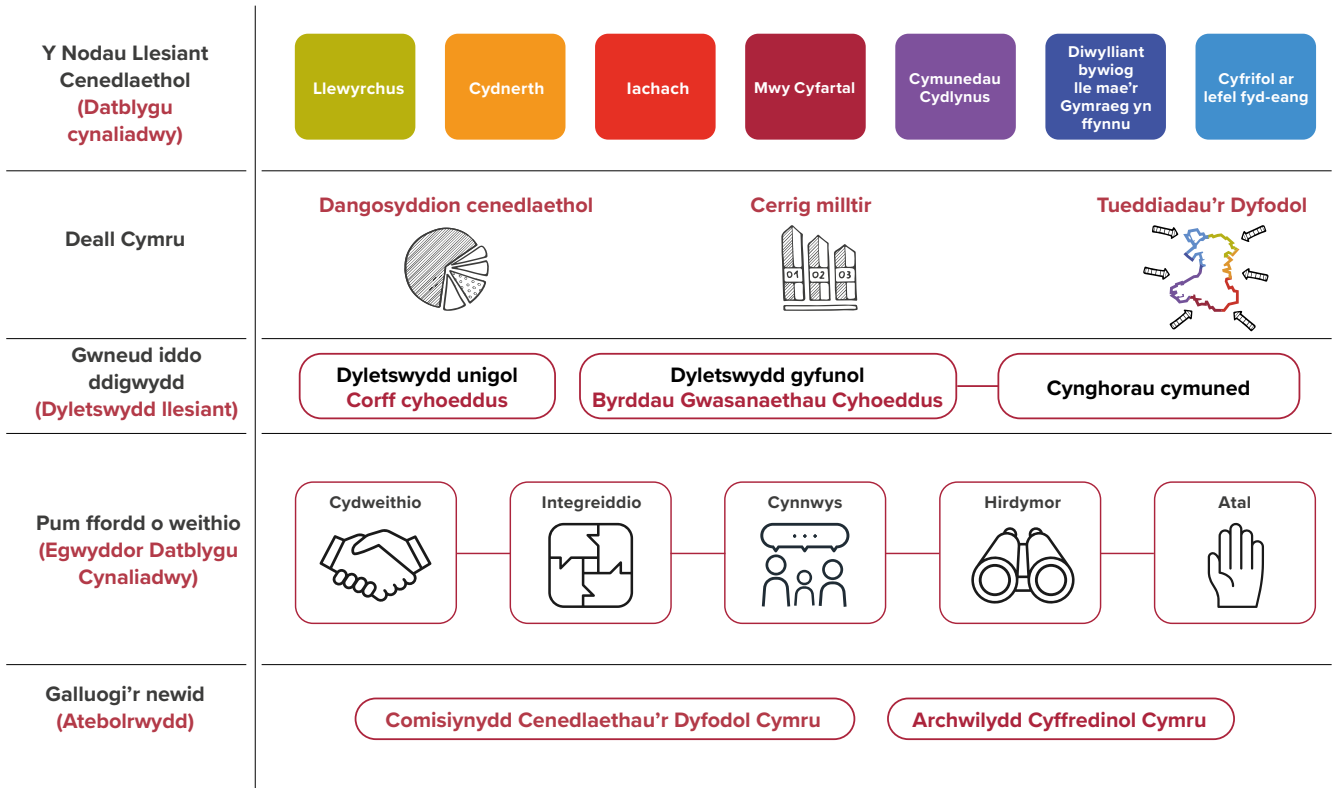 Y Nodau Llesiant
Cenedlaethol
(Datblygu
cynaliadwy)
Llewyrchus
Cydnerth
Iachach
Mwy Cyfartal
Cymunedau
Cydlynus
Diwylliant
bywiog
lle mae'r
Gymraeg yn
ffynnu
Cyfrifol ar
lefel fyd-eang
Deall Cymru
Dangosyddion cenedlaethol
Cerrig milltir
01 02 03
Tueddiadau'r Dyfodol
Gwneud iddo
ddigwydd
(Dyletswydd llesiant)
Dyletswydd unigol
Corff cyhoeddus
Dyletswydd gyfunol
Byrddau Gwasanaethau Cyhoeddus
Cynghorau cymuned
Pum ffordd o weithio
(Egwyddor Datblygu
Cynaliadwy)
Cydweithio
Integreiddio
Cynnwys
Hirdymor
Atal
Galluogi’r newid
(Atebolrwydd)
Comisiynydd Cenedlaethau'r Dyfodol Cymru
Archwilydd Cyffredinol Cymru